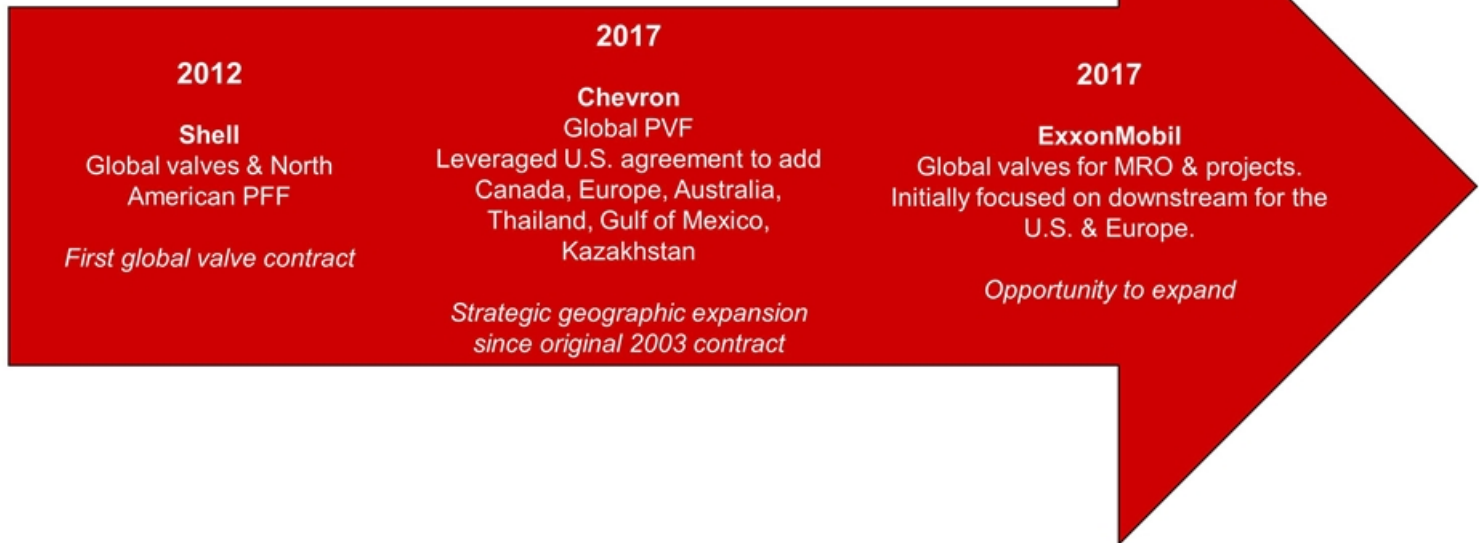 2012
Shell
Global valves & North
American PFF
First global valve contract
2017
Chevron
Global PVF
Leveraged U.S. agreement to add
Canada, Europe, Australia,
Thailand, Gulf of Mexico,
Kazakhstan
Strategic geographic expansion
since original 2003 contract
2017
ExxonMobil
Global valves for MRO & projects.
Initially focused on downstream for the
U.S. & Europe.
Opportunity to expand